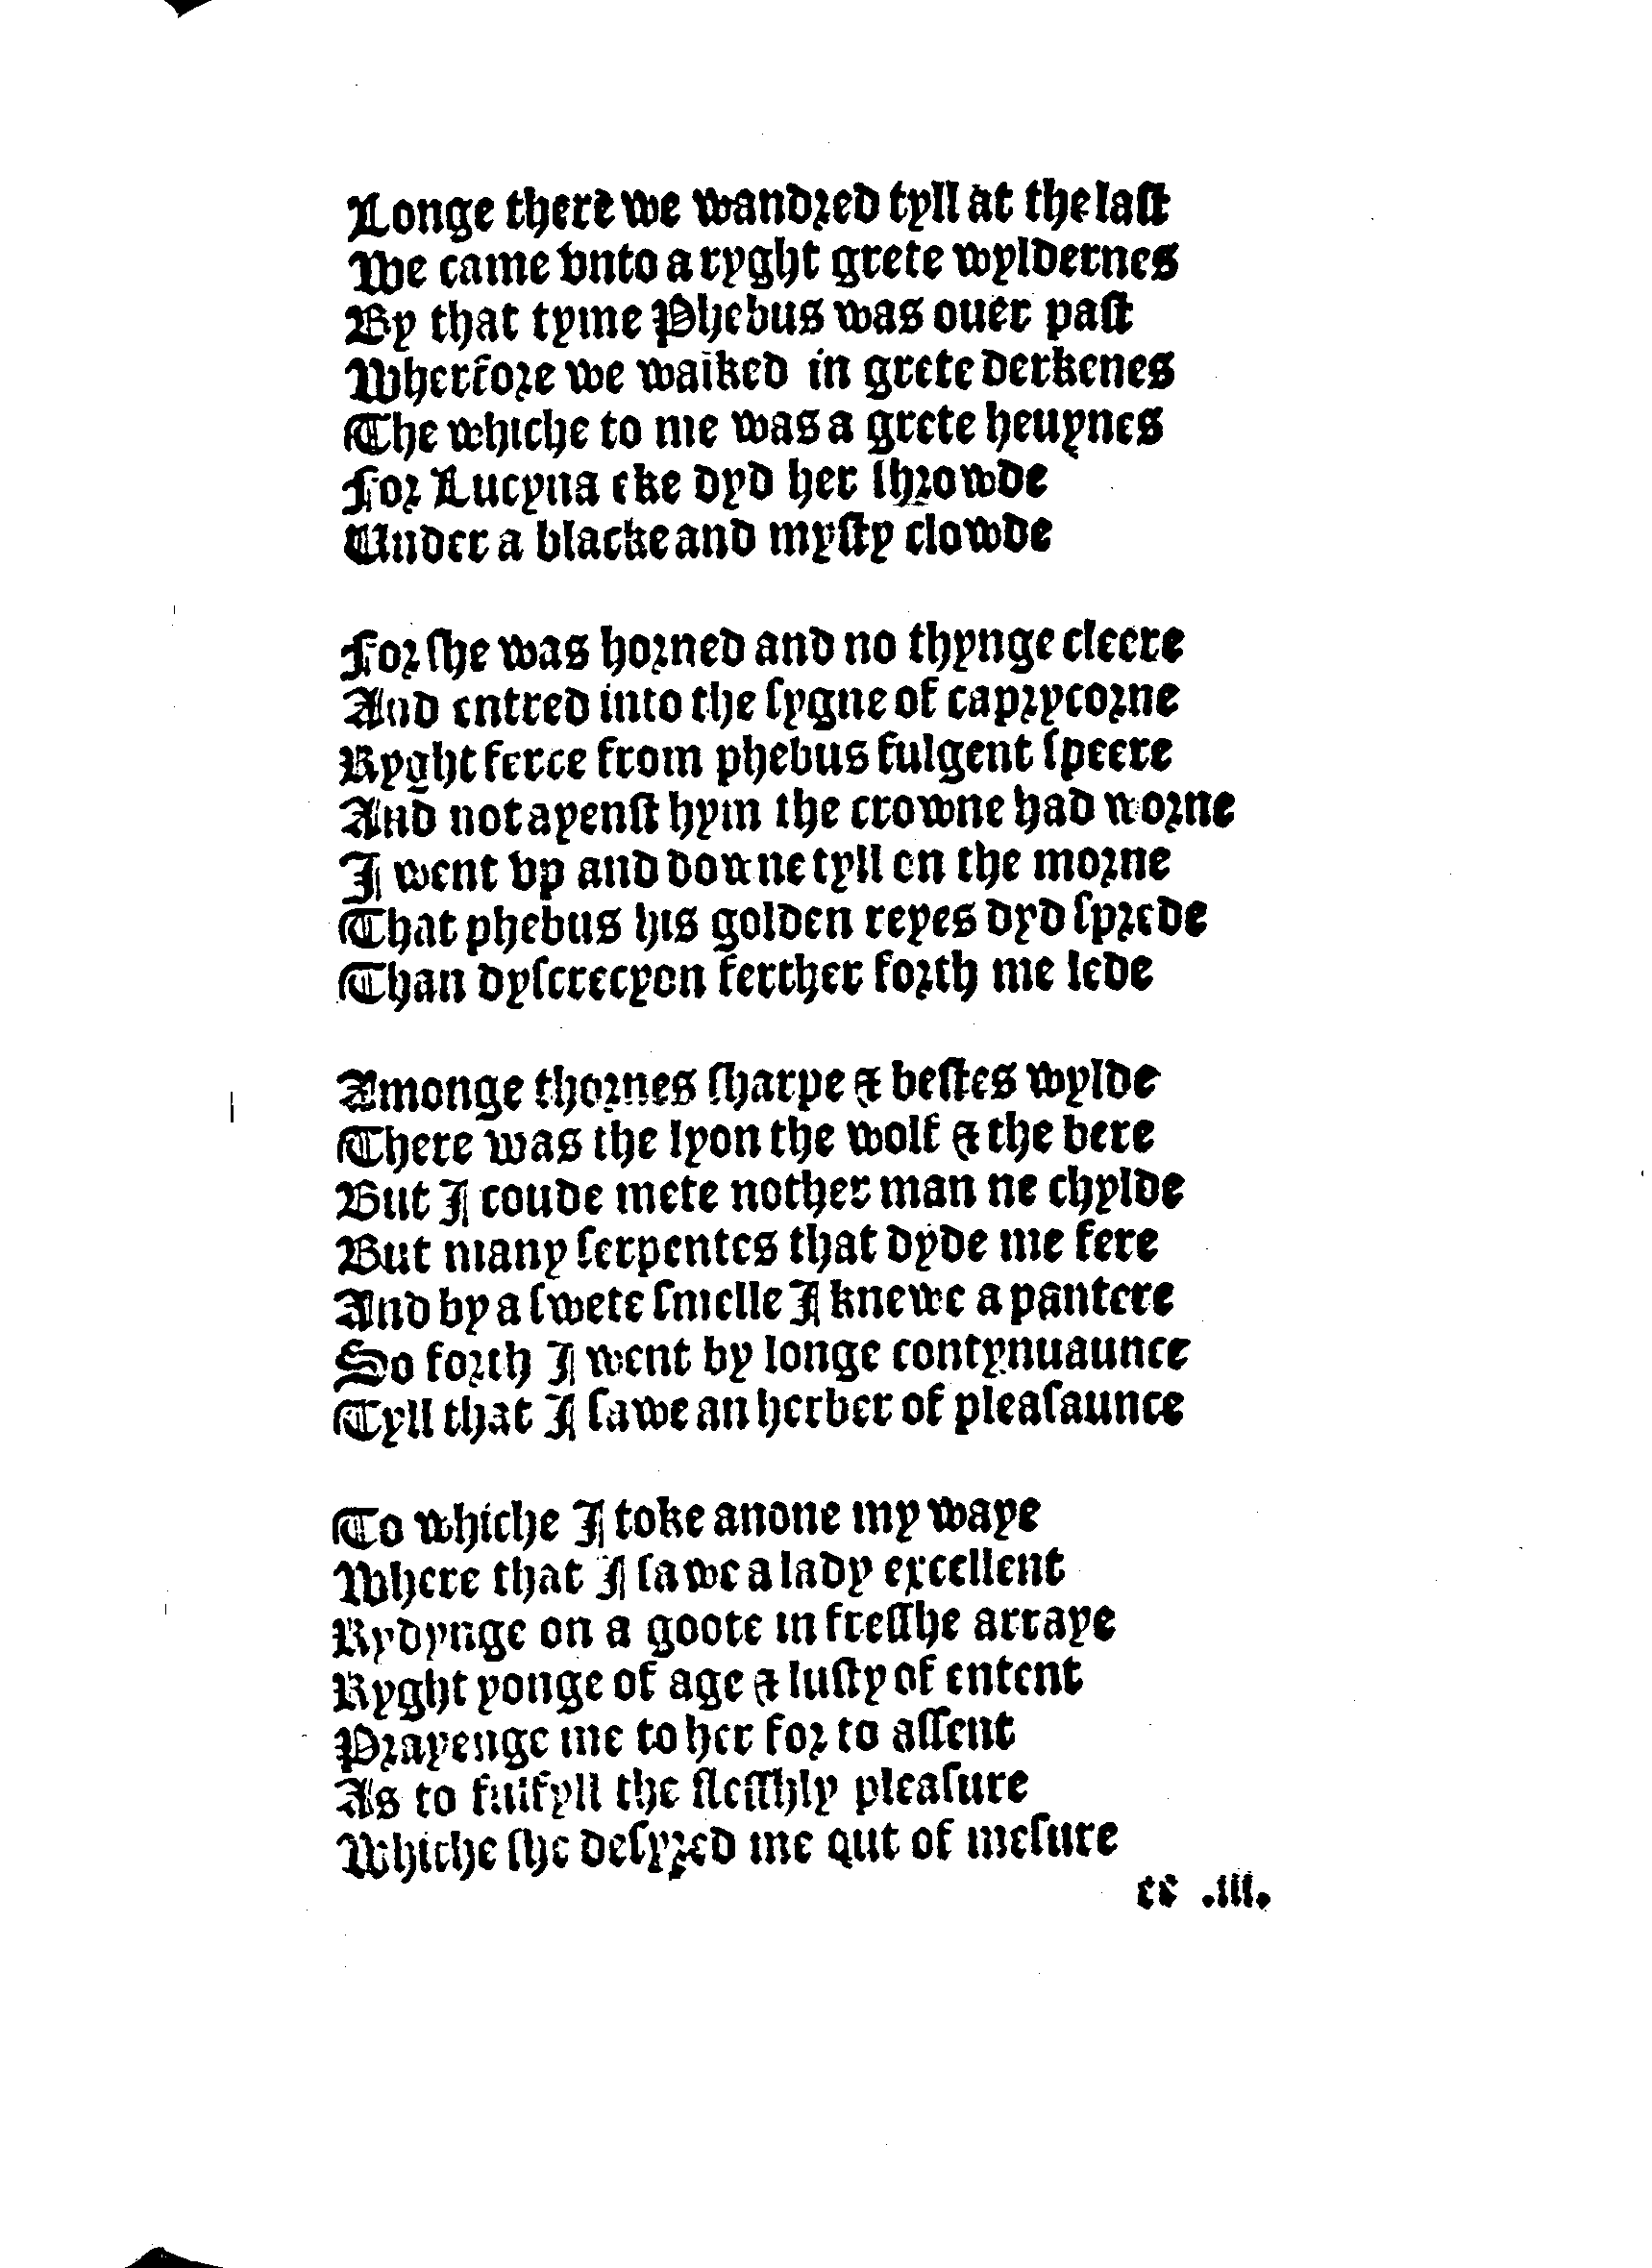 Longe there we wandred tyll at the laſt
We came vnto a ryght grete wyldernes
By that tyme Phebus was ouer paſt
Wherfore we walked in grete derkenes
The whiche to me was a grete heuynes
For Lucyna eke dyd her ſhrowde
Under a blacke and myſty clowde
For ſhe was horned and no thynge cleere
And entred into the ſygne of caprycorne
Ryght ferce from phebus fulgent ſpeere
And not ayenſt hym the crowne had worne
I went vp and downe tyll on the morne
That phebus his golden reyes dyd ſprede
Than dyſcrecyon ferther forth me lede
Amonge thornes ſharpe & beſtes wylde
There was the lyon the wolf & the bere
But I coude mete nother man ne chylde
But many ſerpentes that dyde me fere
And by a ſwete ſmelle I knewe a pantere
So forth I went by longe contynuaunce
Tyll that I ſawe an herber of pleaſaunce
To whiche I toke anone my waye
Where that I ſawe a lady excellent
Rydynge on a goote in freſſhe arraye
Ryght yonge of age & luſty of entent
Prayenge me to her for to aſſent
As to fulfyll the fleſſhly pleaſure
Whiche ſhe deſyred me out of meſure
cc .iii.